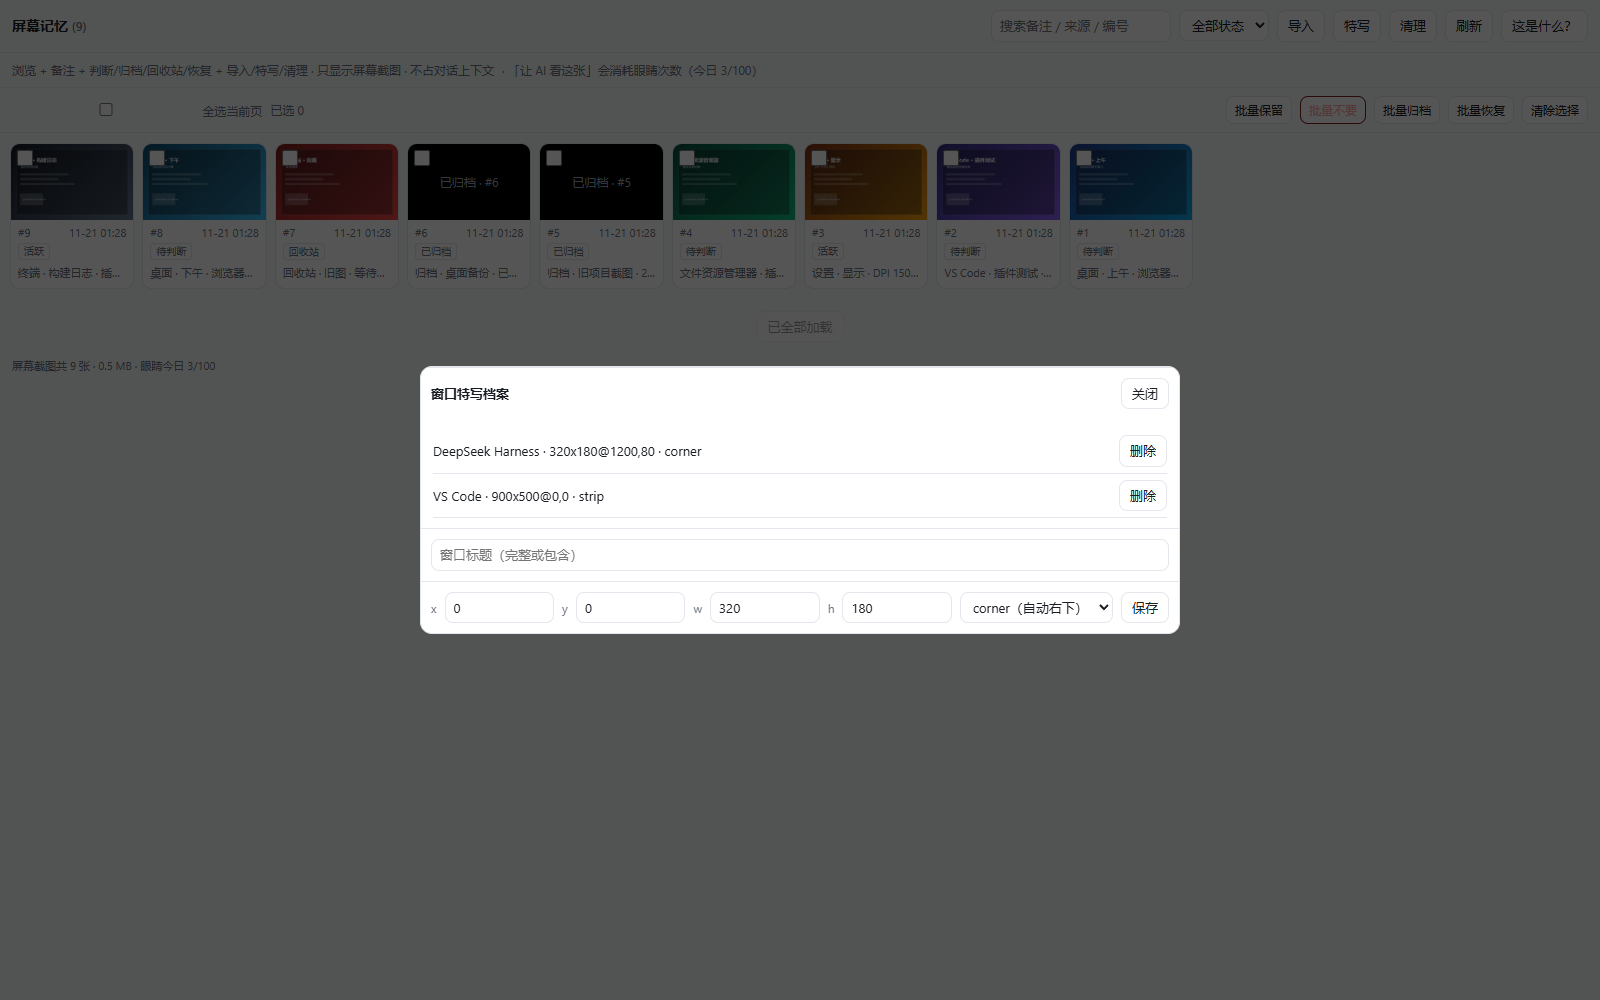 屏幕记忆 (9)
搜索备注 / 来源 / 编号
全部状态
导入
特写
清理
刷新
这是什么?
浏览 + 备注 + 判断/归档/回收站/恢复 + 导入/特写/清理 · 只显示屏幕截图 · 不占对话上下文 · 「让 AI 看这张」会消耗眼睛次数（今日 3/100）
全选当前页 已选 0
批量保留
批量不要
批量归档
批量恢复
清除选择
已归档 · #6
已归档 · #5
#9 11-21 01:28
活跃
终端 · 构建日志 · 插...
#8 11-21 01:28
待判断
桌面 · 下午 · 浏览器...
#7 11-21 01:28
回收站
回收站 · 旧图 · 等待...
#6 11-21 01:28
已归档
归档 · 桌面备份 · 已...
#5 11-21 01:28
已归档
归档 · 旧项目截图 · 2...
#4 11-21 01:28
待判断
文件资源管理器 · 插...
#3 11-21 01:28
活跃
设置 · 显示 · DPI 150...
#2 11-21 01:28
待判断
VS Code · 插件测试 ·...
#1 11-21 01:28
待判断
桌面 · 上午 · 浏览器...
已全部加载
屏幕截图共 9 张 · 0.5 MB · 眼睛今日 3/100
窗口特写档案
关闭
DeepSeek Harness · 320x180@1200,80 · corner
删除
VS Code · 900x500@0,0 · strip
删除
窗口标题（完整或包含）
x 0 y 0 w 320 h 180 corner（自动右下） 保存